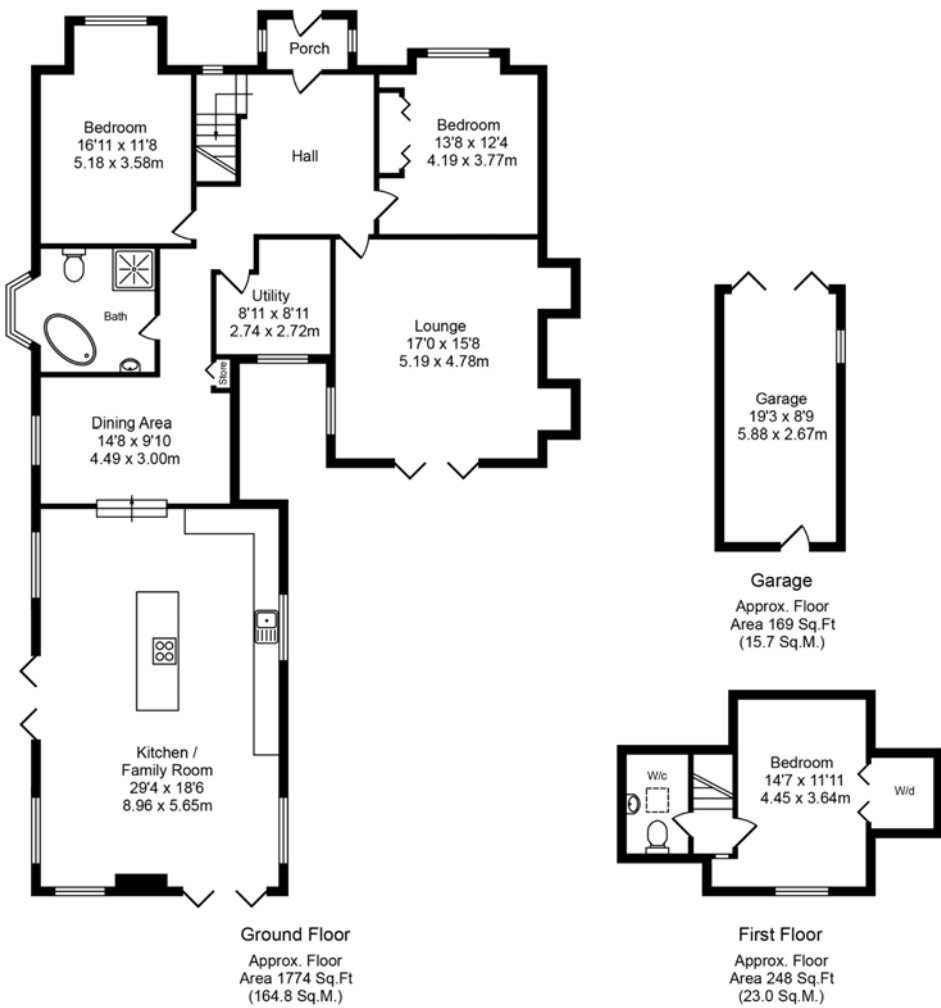 Porch
Bedroom
16'11 x 11'8
5.18 x 3.58m
Hall
Bedroom
13'8 x 12'4
4.19 x 3.77m
Bath
Utility
8'11 x 8'11
2.74 x 2.72m
Lounge
17'0 x 15'8
5.19 x 4.78m
Store
Dining Area
14'8 x 9'10
4.49 x 3.00m
Kitchen /
Family Room
29'4 x 18'6
8.96 x 5.65m
Ground Floor
Approx. Floor
Area 1774 Sq.Ft
(164.8 Sq.M.)
Garage
19'3 x 8'9
5.88 x 2.67m
Garage
Approx. Floor
Area 169 Sq.Ft
(15.7 Sq.M.)
W/c
Bedroom
14'7 x 11'11
4.45 x 3.64m
W/d
First Floor
Approx. Floor
Area 248 Sq.Ft
(23.0 Sq.M.)